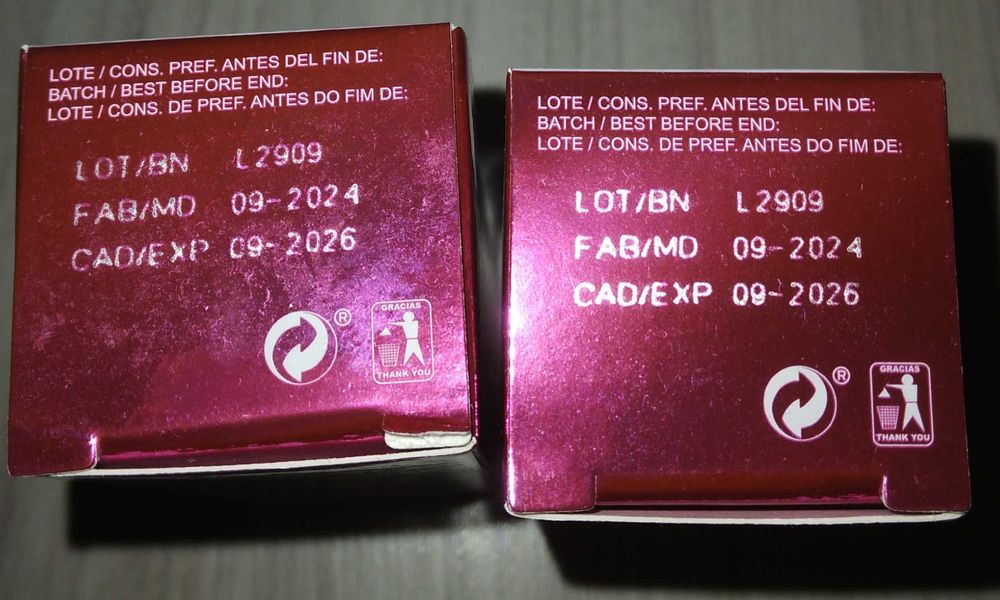 LOTE / CONS. PREF. ANTES DEL FIN DE:
BATCH / BEST BEFORE END:
LOTE / CONS. DE PREF. ANTES DO FIM DE:
LOT/BN L2909
FAB/MD 09-2024
CAD/EXP 09-2026
®
GRACIAS
THANK YOU
LOTE / CONS. PREF. ANTES DEL FIN DE:
BATCH / BEST BEFORE END:
LOTE / CONS. DE PREF. ANTES DO FIM DE:
LOT/BN L2909
FAB/MD 09-2024
CAD/EXP 09-2026
®
GRACIAS
THANK YOU